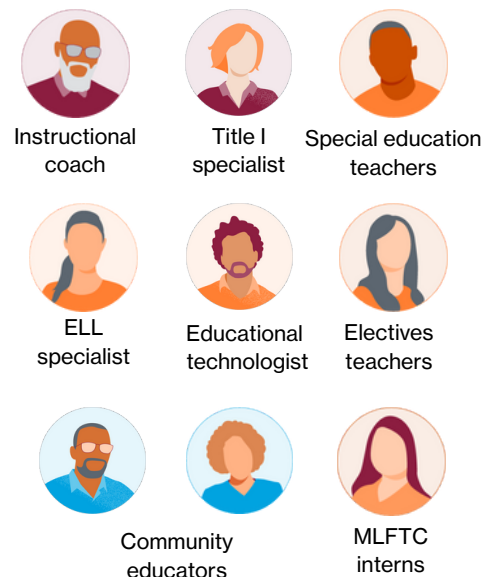 Instructional
coach
Title I
specialist
Special education
teachers
ELL
specialist
Educational
technologist
Electives
teachers
Community
educators
MLFTC
interns